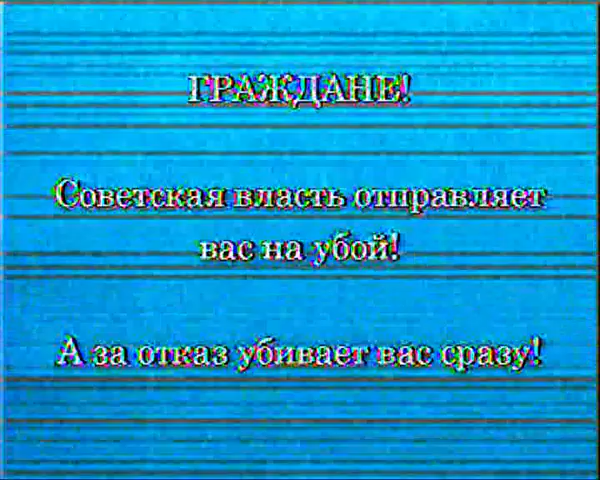 ГРАЖДАНЕ!
Советская власть отправляет
вас на убой!
А за отказ убивает вас сразу!